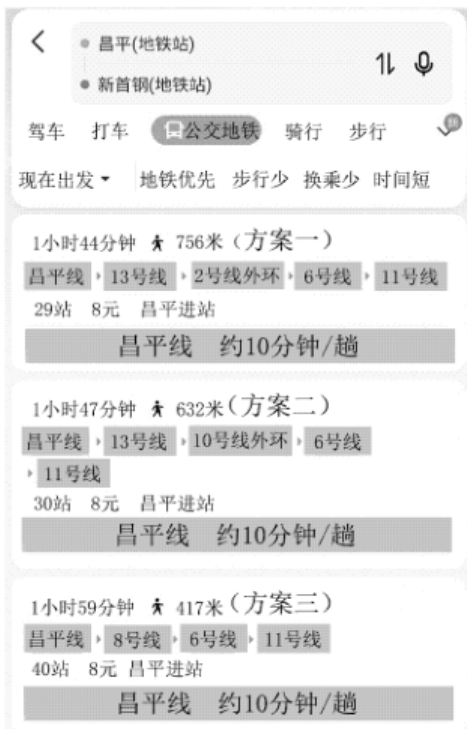 昌平(地铁站)
新首钢(地铁站)
驾车 打车 公交地铁 骑行 步行
现在出发 地铁优先 步行少 换乘少 时间短
1小时44分钟 756米（方案一）
昌平线 13号线 2号线外环 6号线 11号线
29站 8元 昌平进站
昌平线 约10分钟/趟
1小时47分钟 632米（方案二）
昌平线 13号线 10号线外环 6号线
11号线
30站 8元 昌平进站
昌平线 约10分钟/趟
1小时59分钟 417米（方案三）
昌平线 8号线 6号线 11号线
40站 8元 昌平进站
昌平线 约10分钟/趟